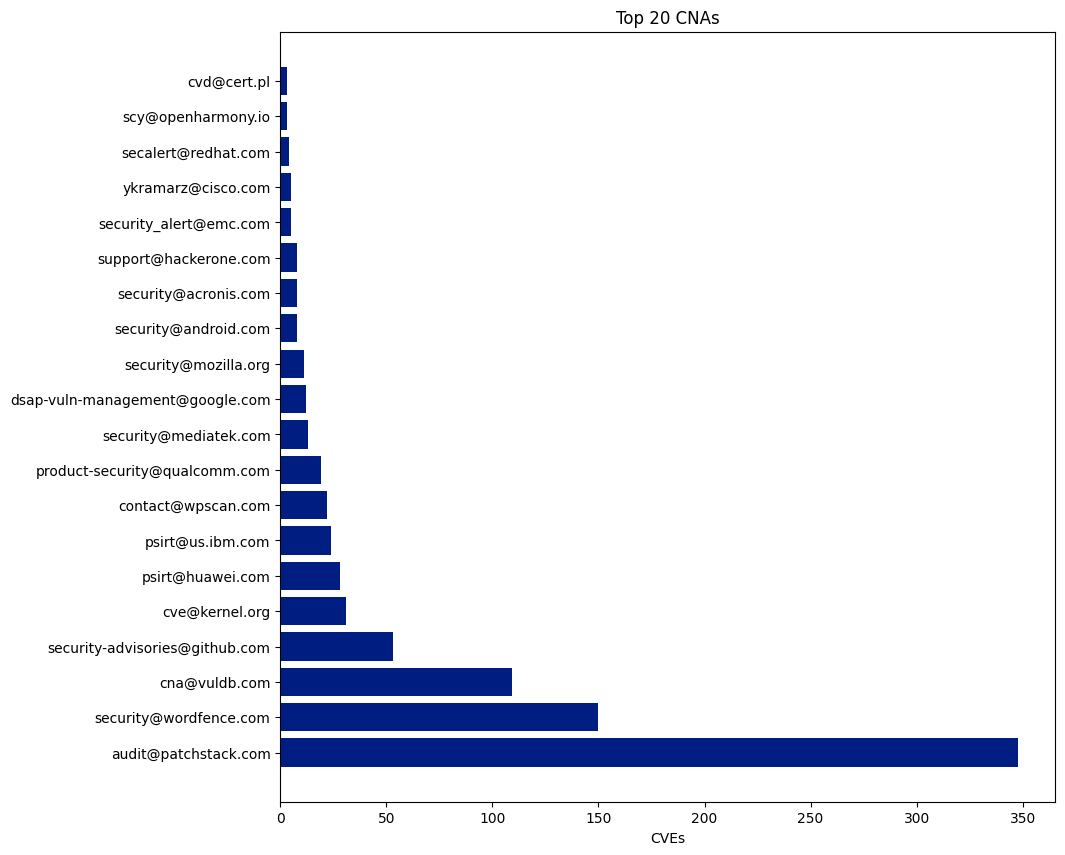 Top 20 CNAs
cvd@cert.pl
scy@openharmony.io
secalert@redhat.com
ykramarz@cisco.com
security_alert@emc.com
support@hackerone.com
security@acronis.com
security@android.com
security@mozilla.org
dsap-vuln-management@google.com
security@mediatek.com
product-security@qualcomm.com
contact@wpscan.com
psirt@us.ibm.com
psirt@huawei.com
cve@kernel.org
security-advisories@github.com
cna@vuldb.com
security@wordfence.com
audit@patchstack.com
0 50 100 150 200 250 300 350
CVEs